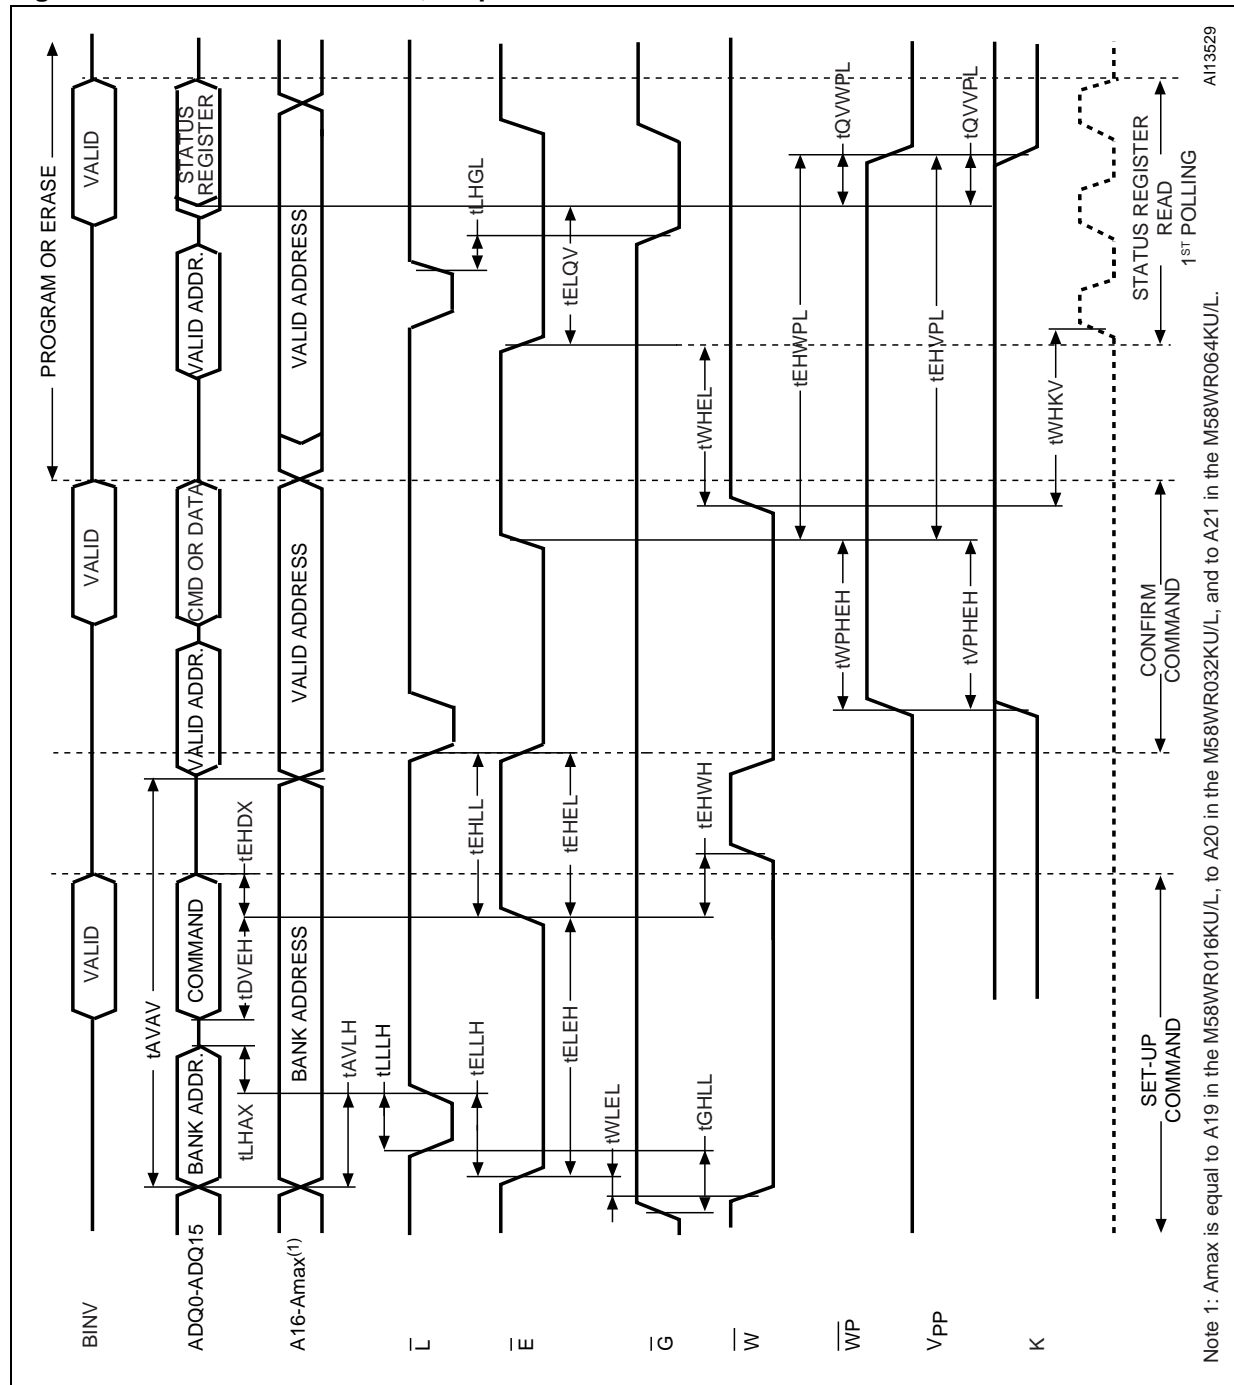 PROGRAM OR ERASE
BINV
VALID
VALID
VALID
tAVAV
ADQ0-ADQ15
BANK ADDR.
COMMAND
VALID ADDR.
CMD OR DATA
VALID ADDR.
STATUS
REGISTER
tLHAX
tDVEH
tEHDX
A16-Amax(1)
BANK ADDRESS
VALID ADDRESS
VALID ADDRESS
tAVLH
tLLLH
L
tELLH
tEHLL
tLHGL
E
tELEH
tEHEL
tELQV
tWLEL
G
tGHLL
tEHWH
tWHEL
W
tEHWPL
WP
tWPHEH
tQVWPL
VPP
tEHVPL
tVPHEH
tQVVPL
K
tWHKV
SET-UP
COMMAND
CONFIRM
COMMAND
STATUS REGISTER
READ
1ST POLLING
Note 1: Amax is equal to A19 in the M58WR016KU/L, to A20 in the M58WR032KU/L, and to A21 in the M58WR064KU/L.
AI13529